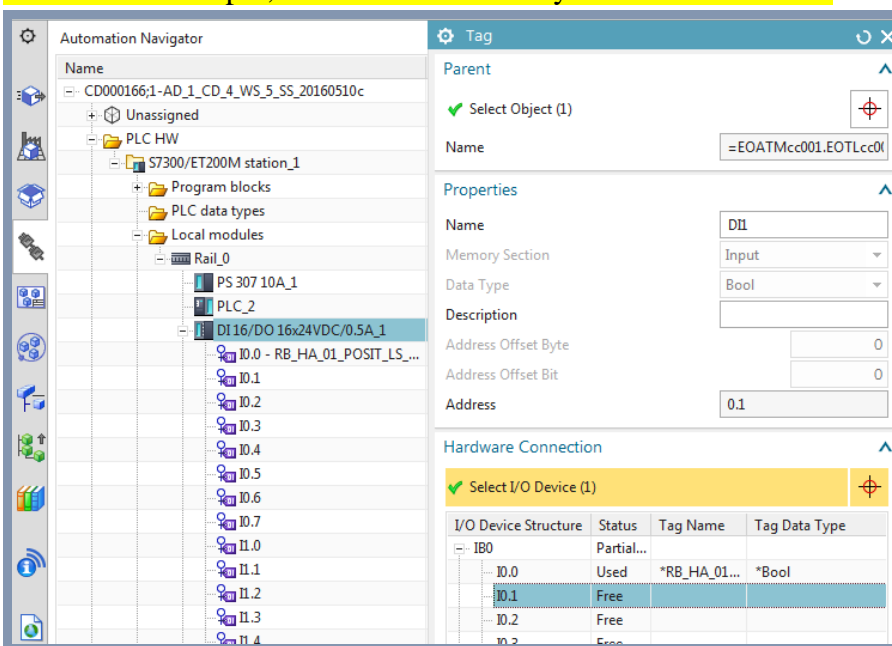 Automation Navigator
Name
CD000166;1-AD_1_CD_4_WS_5_SS_20160510c
Unassigned
PLC HW
S7300/ET200M station_1
Program blocks
PLC data types
Local modules
Rail_0
PS 307 10A_1
PLC_2
DI 16/DO 16x24VDC/0.5A_1
I0.0 - RB_HA_01_POSIT_LS_...
I0.1
I0.2
I0.3
I0.4
I0.5
I0.6
I0.7
I1.0
I1.1
I1.2
I1.3
I1.4
Tag
Parent
Select Object (1)
Name =EOATMcc001.EOTLcc0(
Properties
Name DI1
Memory Section Input
Data Type Bool
Description
Address Offset Byte 0
Address Offset Bit 0
Address 0.1
Hardware Connection
Select I/O Device (1)
I/O Device Structure Status Tag Name Tag Data Type
IB0 Partial...
I0.0 Used *RB_HA_01... *Bool
I0.1 Free
I0.2 Free
I0.3 Free